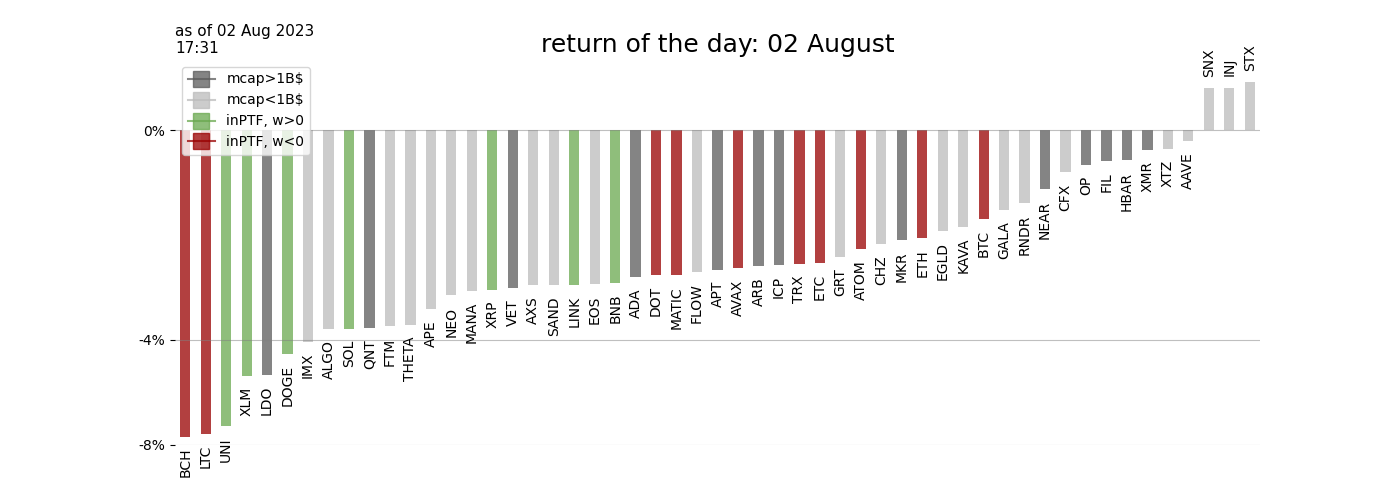 as of 02 Aug 2023
17:31
return of the day: 02 August
mcap>1B$
mcap<1B$
inPTF, w>0
inPTF, w<0
0%
-4%
-8%
BCH
LTC
UNI
XLM
LDO
DOGE
IMX
ALGO
SOL
QNT
FTM
THETA
APE
NEO
MANA
XRP
VET
AXS
SAND
LINK
EOS
BNB
ADA
DOT
MATIC
FLOW
APT
AVAX
ARB
ICP
TRX
ETC
GRT
ATOM
CHZ
MKR
ETH
EGLD
KAVA
BTC
GALA
RNDR
NEAR
CFX
OP
FIL
HBAR
XMR
XTZ
AAVE
SNX
INJ
STX